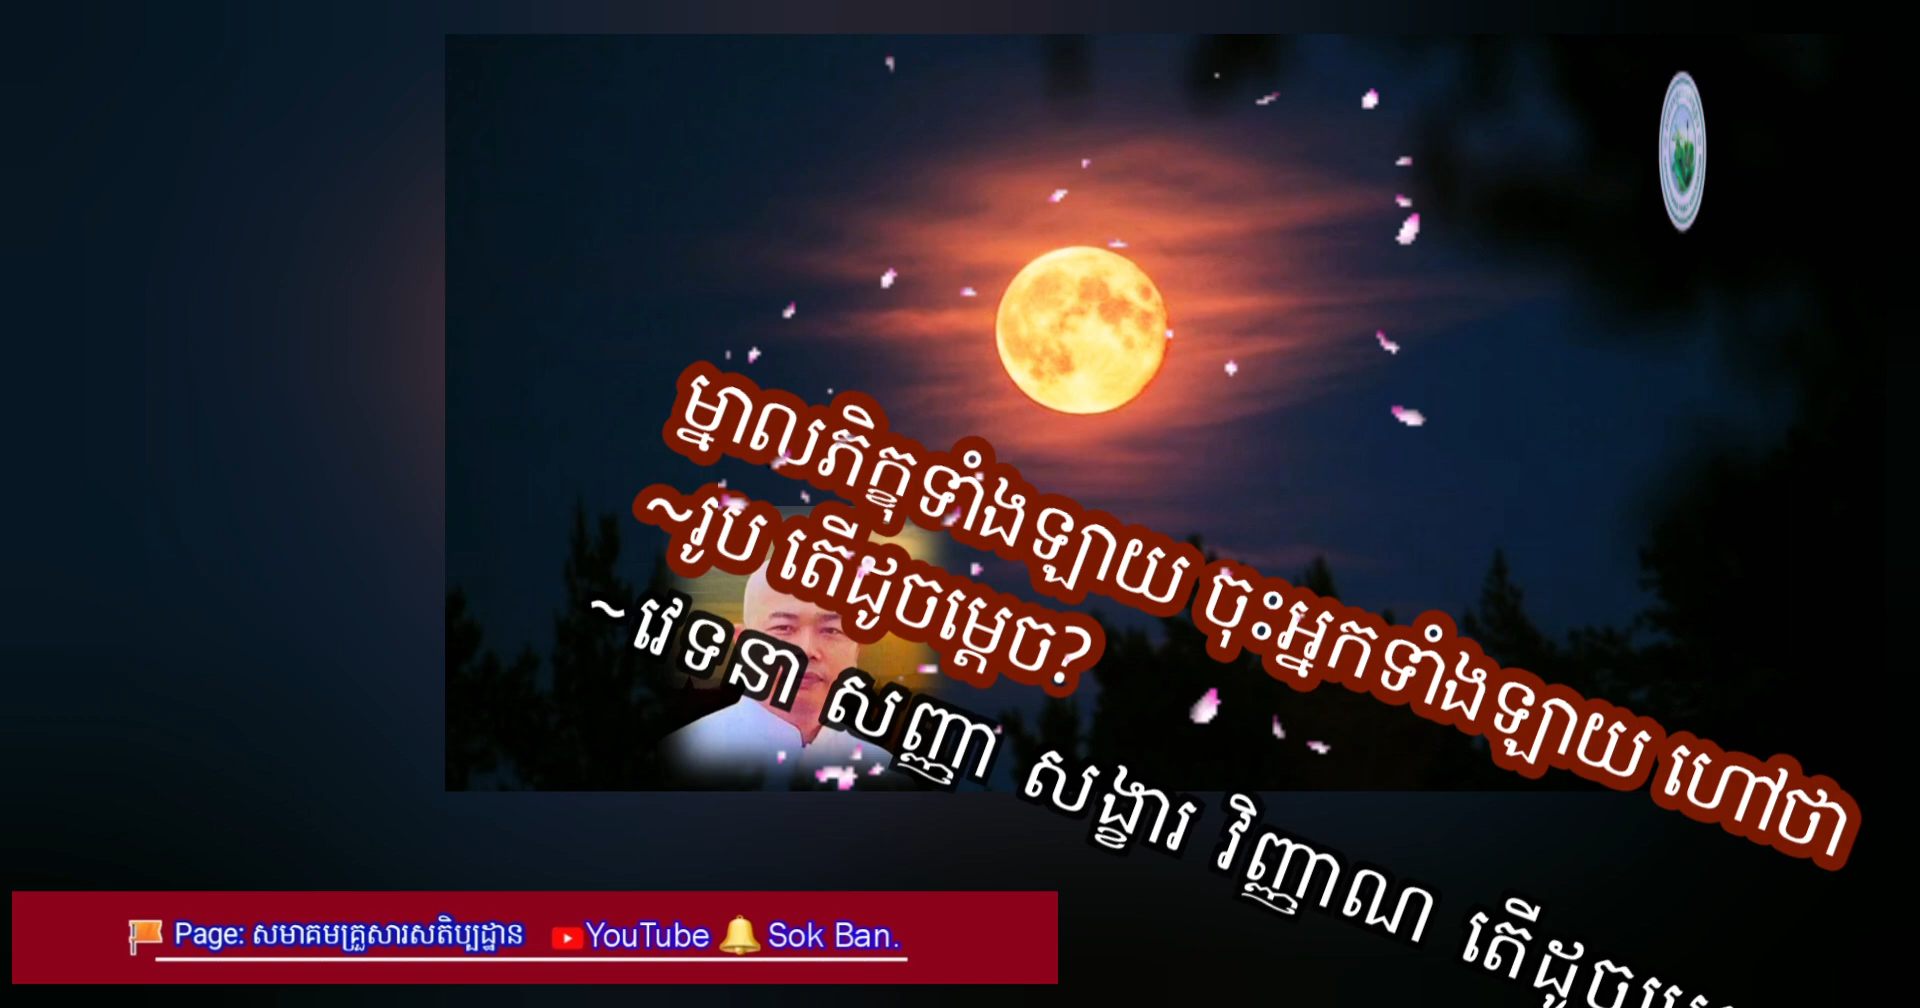 ម្នាលភិក្ខុទាំងឡាយ ចុះអ្នកទាំងឡាយ ហៅថា
~រូប តើដូចម្តេច?
~វេទនា សញ្ញា សង្ខារ វិញ្ញាណ
Page: សមាគមគ្រួសារសតិប្បដ្ឋាន YouTube Sok Ban.